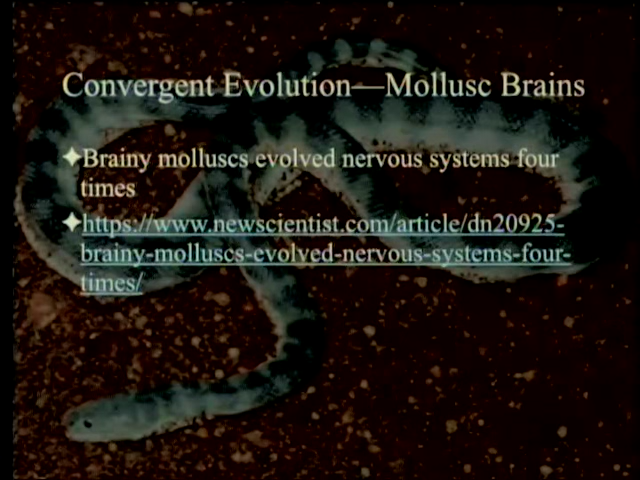 Convergent Evolution—Mollusc Brains
✦Brainy molluscs evolved nervous systems four
times
✦https://www.newscientist.com/article/dn20925-
brainy-molluscs-evolved-nervous-systems-four-
times/